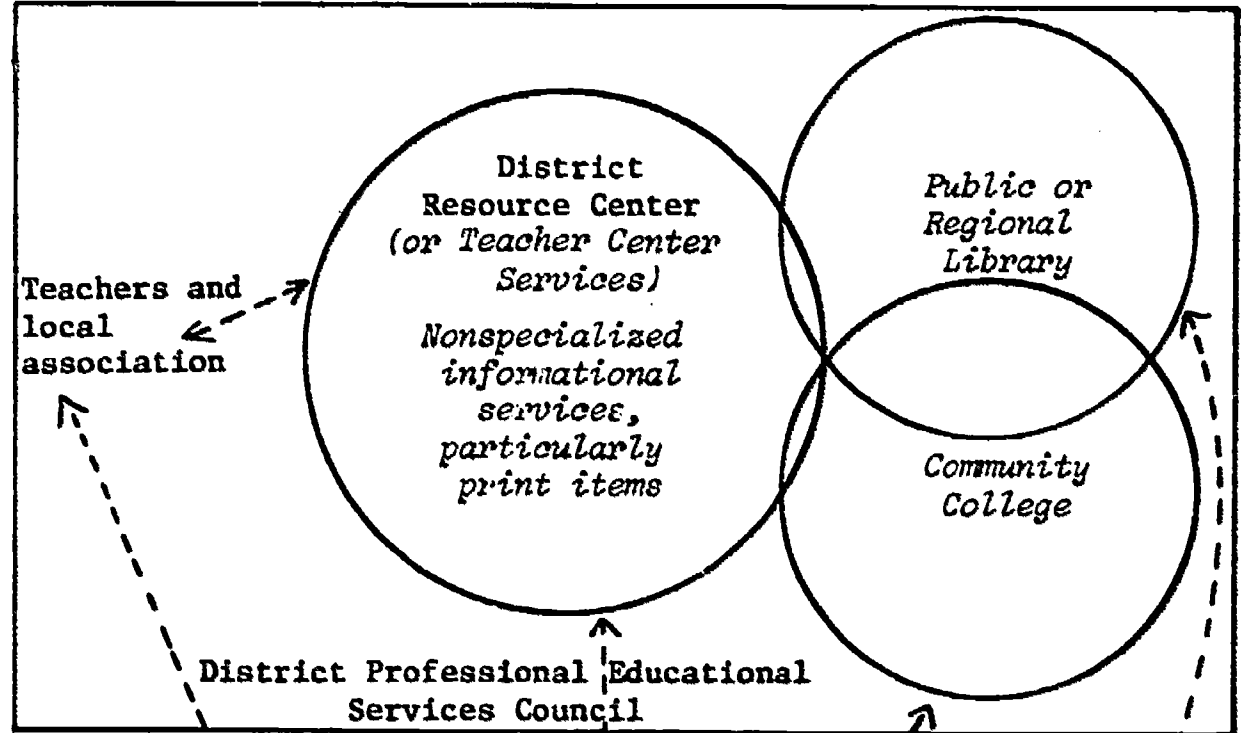 District
Resource Center
(or Teacher Center
Services)
Nonspecialized
informational
services,
particularly
print items
Public or
Regional
Library
Community
College
Teachers and
local
association
District Professional Educational
Services Council